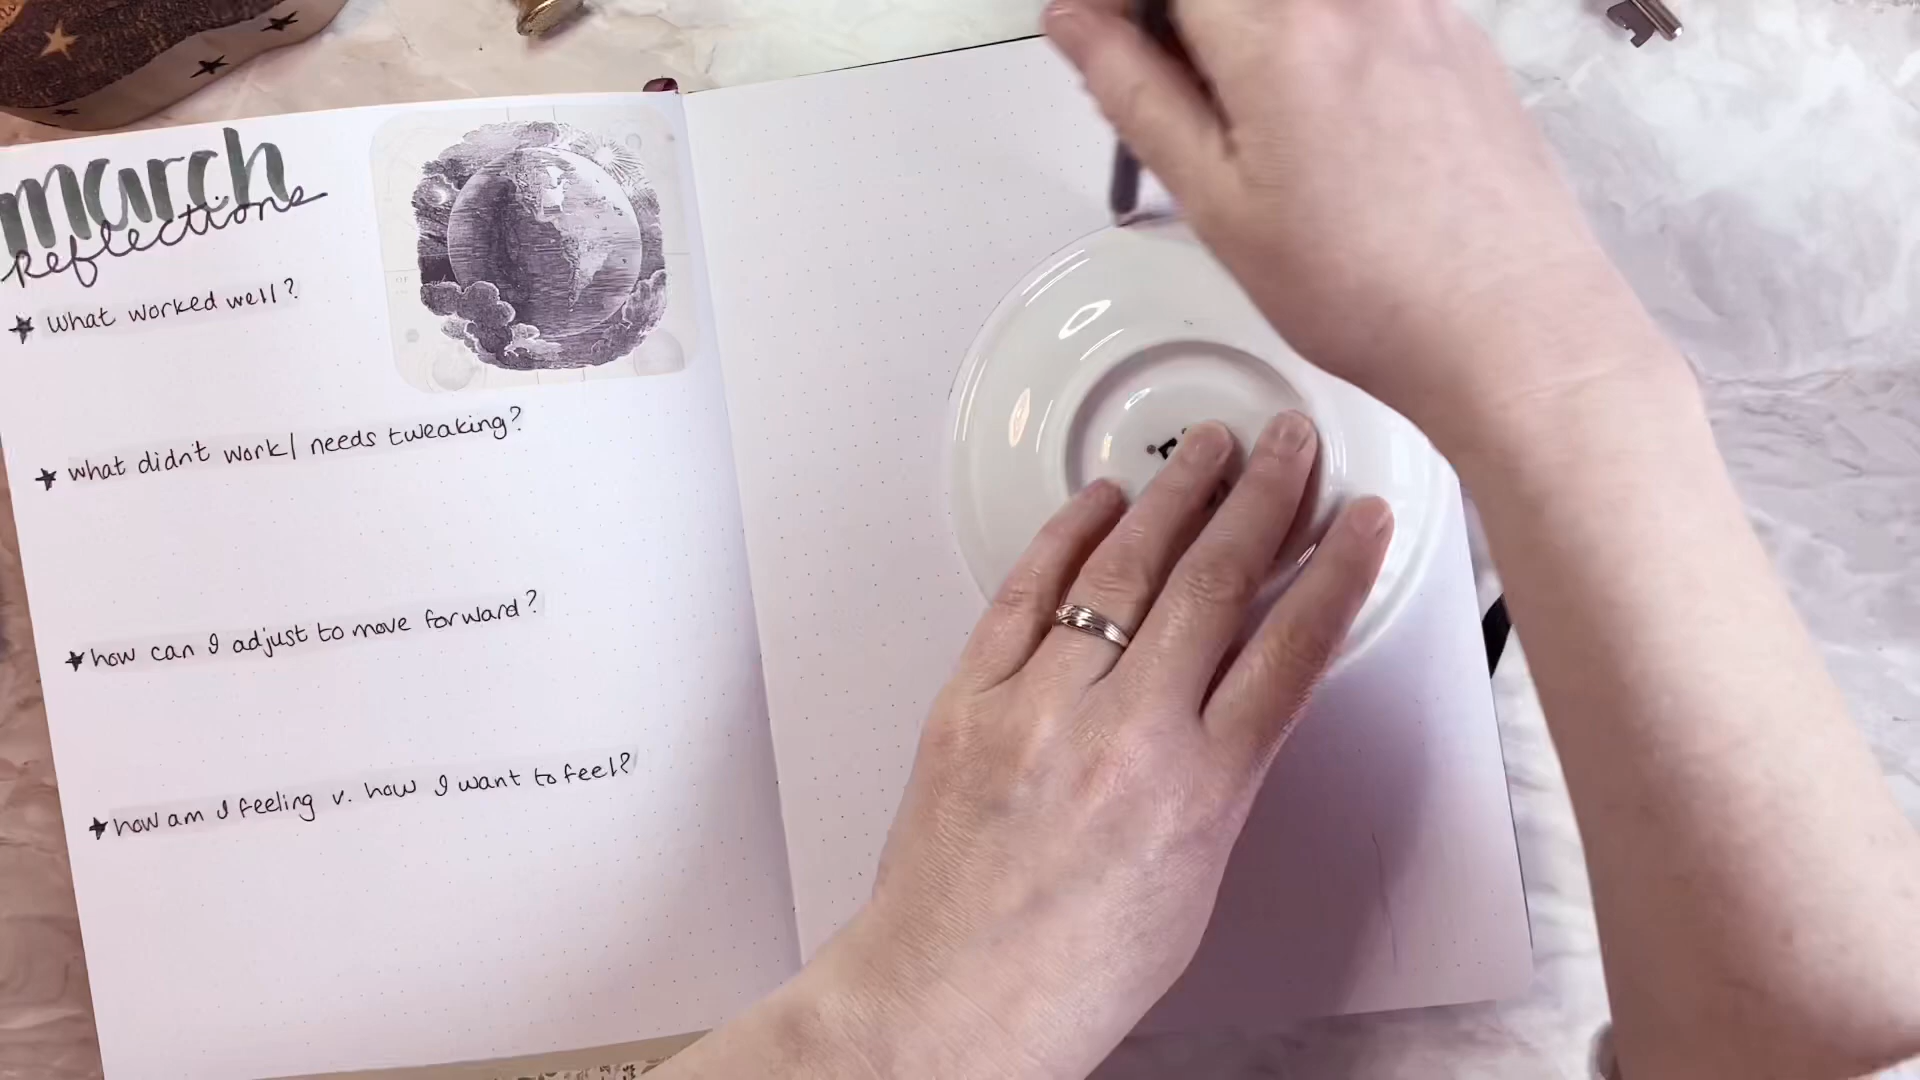 march
Reflections
what worked well?
what didn't work/ needs tweaking?
how can I adjust to move forward?
how am I feeling v. how I want to feel?